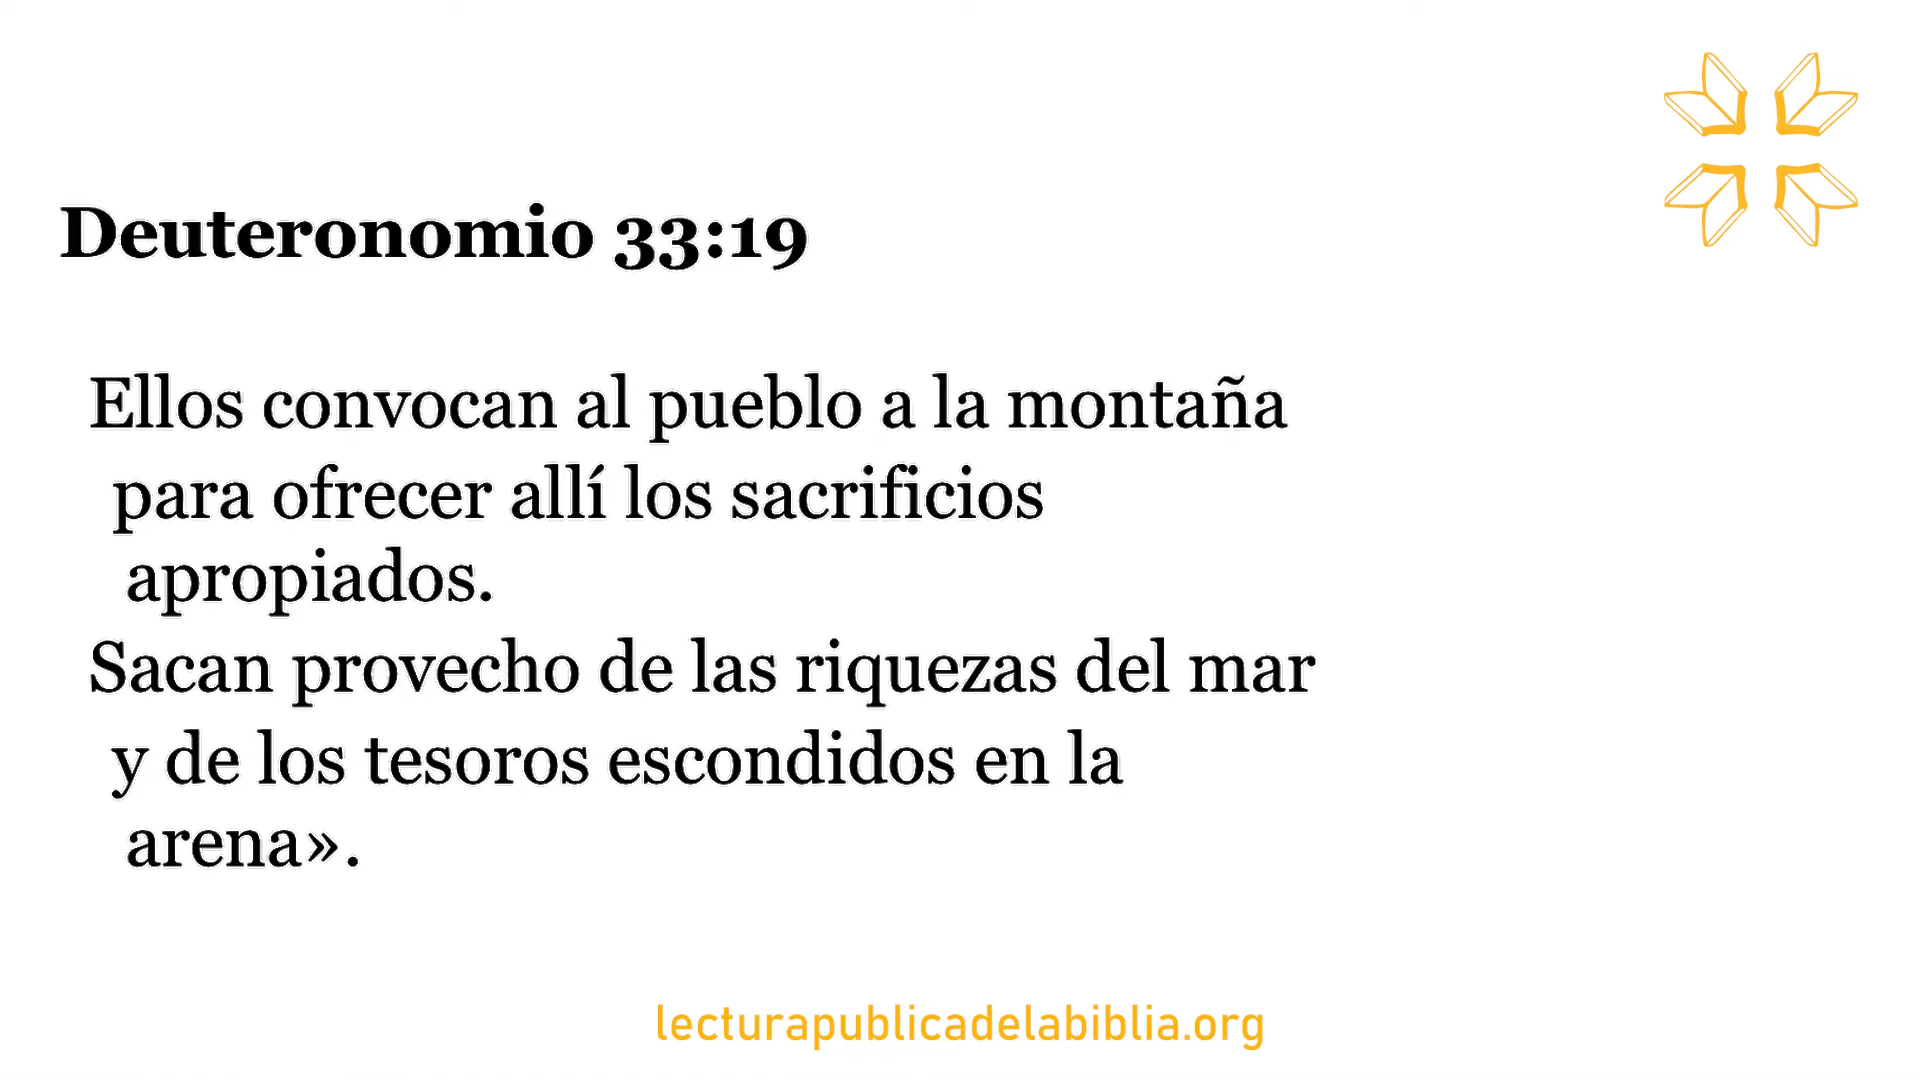 Deuteronomio 33:19
Ellos convocan al pueblo a la montaña
para ofrecer allí los sacrificios
apropiados.
Sacan provecho de las riquezas del mar
y de los tesoros escondidos en la
arena».
lecturapublicadelabiblia.org